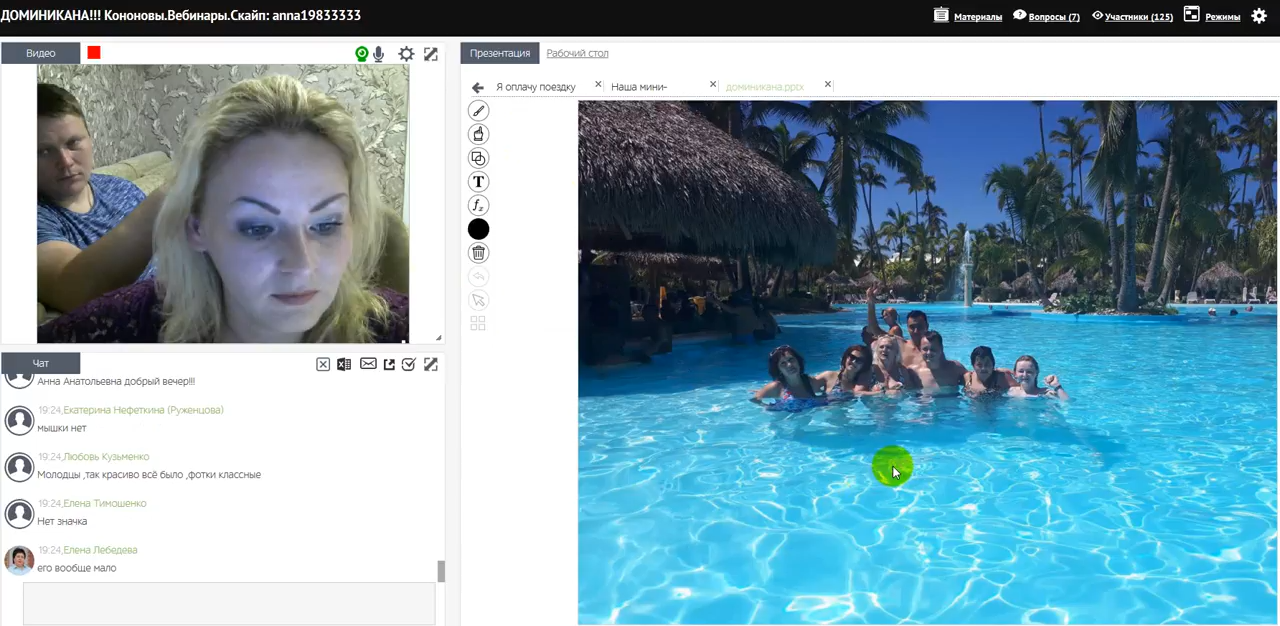 ДОМИНИКАНА!!! Кононовы.Вебинары.Скайп: anna19833333
Материалы
Вопросы (7)
Участники (125)
Режимы
Видео
Презентация
Рабочий стол
Я оплачу поездку
Наша мини-
доминикана.pptx
T
fx
Чат
Анна Анатольевна добрый вечер!!!
19:24,Екатерина Нефеткина (Руженцова)
мышки нет
19:24,Любовь Кузьменко
Молодцы ,так красиво всё было ,фотки классные
19:24,Елена Тимошенко
Нет значка
19:24,Елена Лебедева
его вообще мало